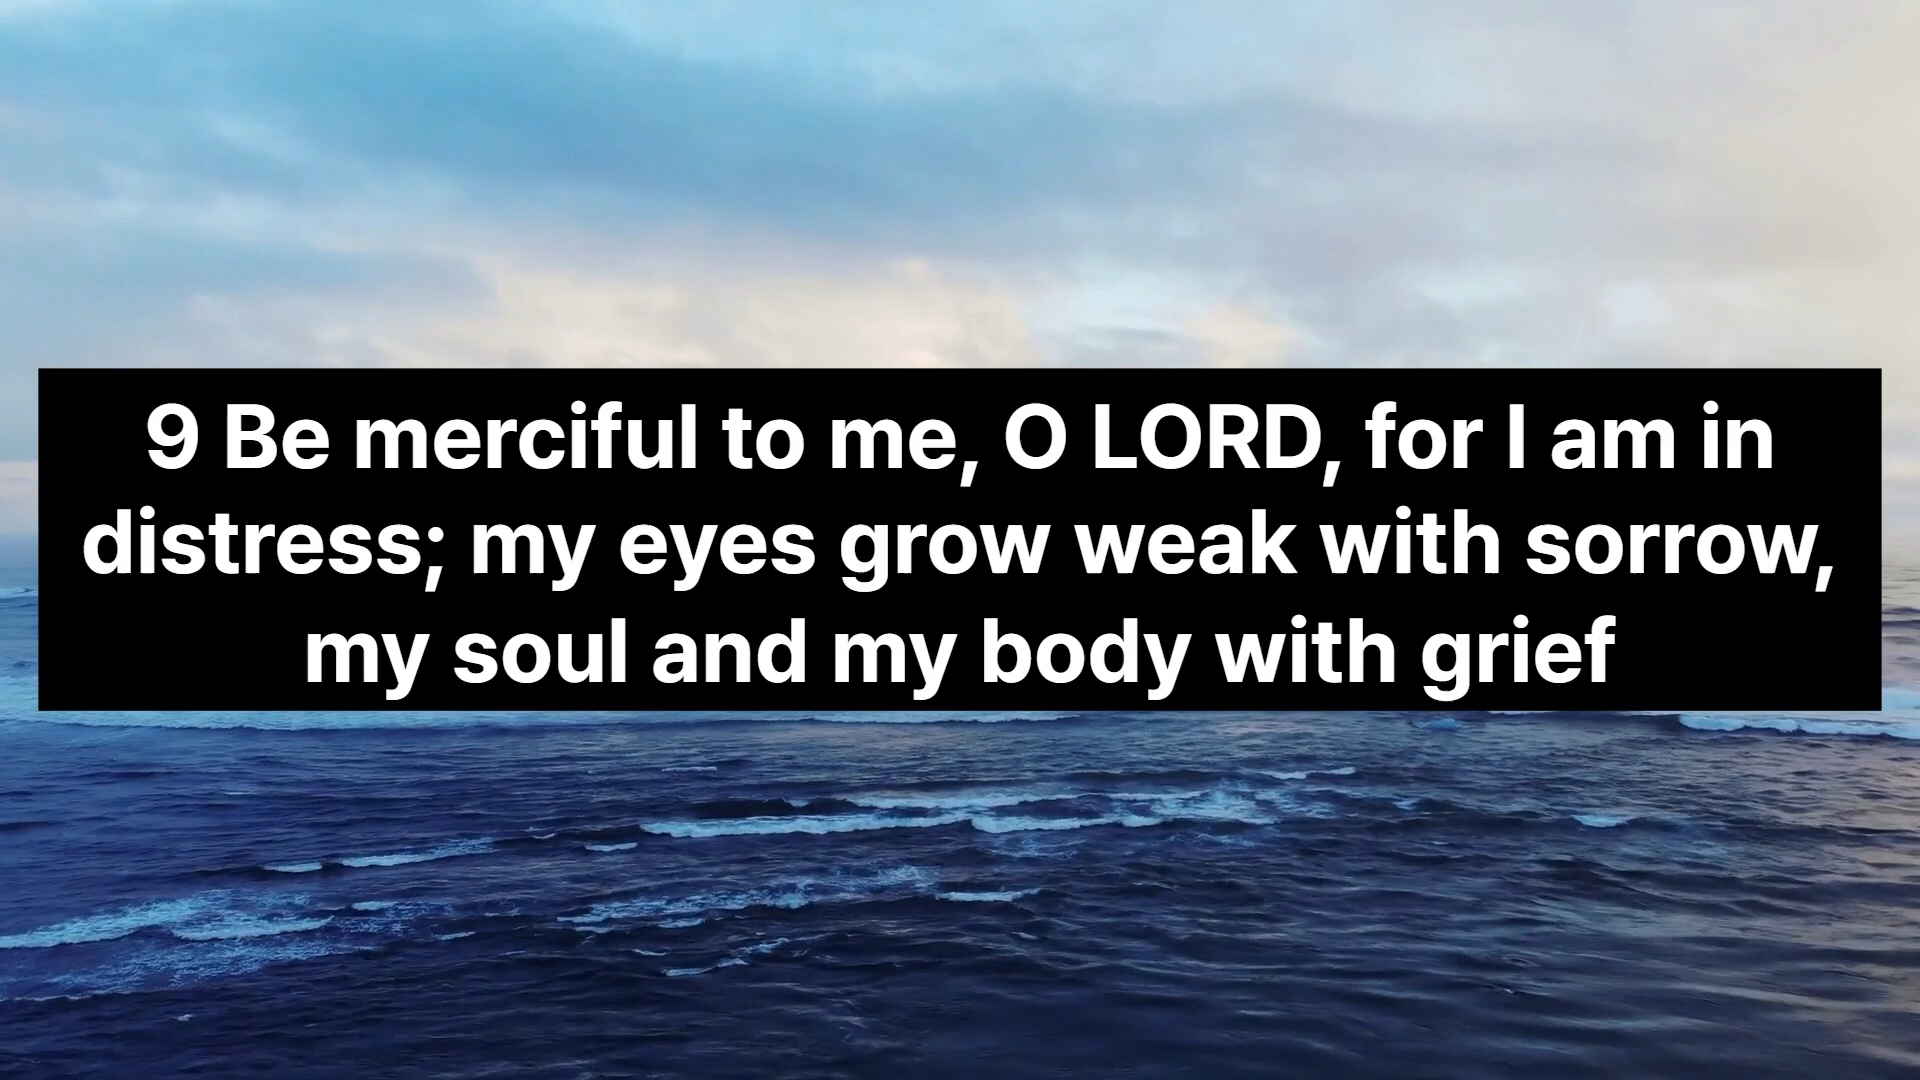 9 Be merciful to me, O LORD, for I am in
distress; my eyes grow weak with sorrow,
my soul and my body with grief